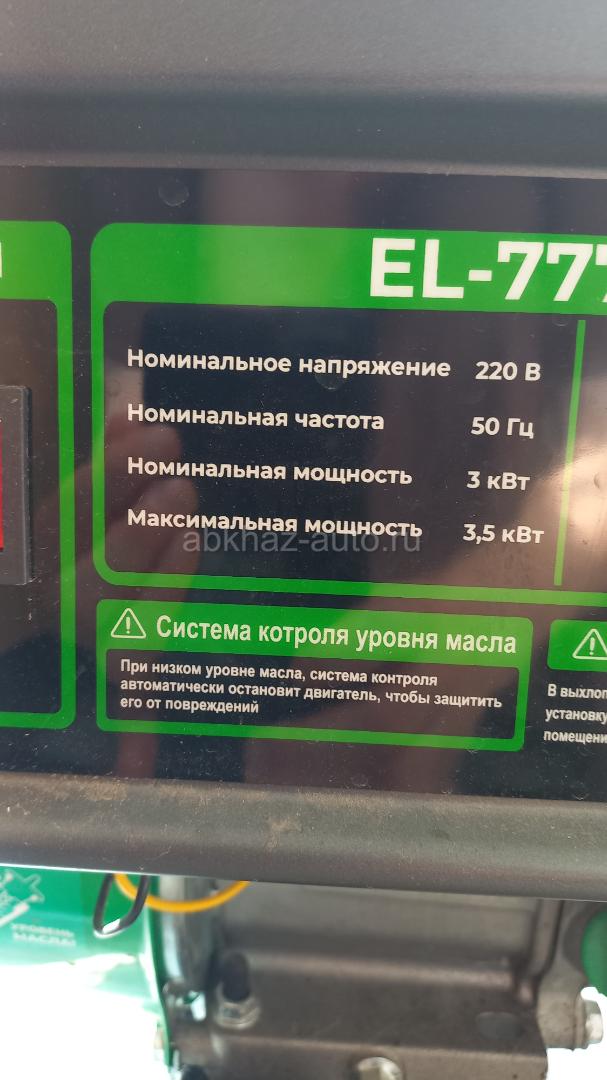 EL-777
Номинальное напряжение 220 В
Номинальная частота 50 Гц
Номинальная мощность 3 кВт
Максимальная мощность 3,5 кВт
abkhaz-auto.ru
Система котроля уровня масла
При низком уровне масла, система контроля
автоматически остановит двигатель, чтобы защитить
его от повреждений
В выхлоп
установку
помещени
УРОВЕНЬ
МАСЛА!